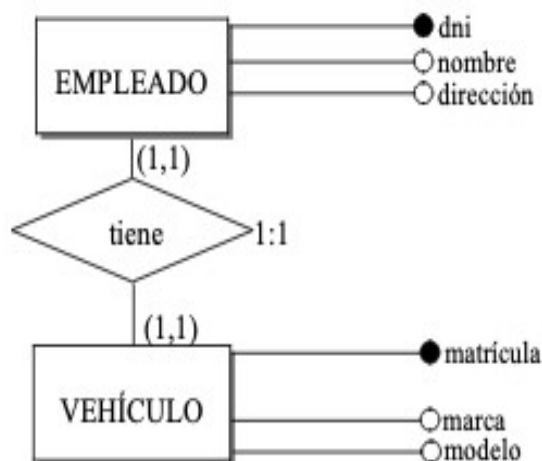 dni
EMPLEADO
nombre
dirección
(1,1)
tiene
1:1
(1,1)
matrícula
VEHÍCULO
marca
modelo